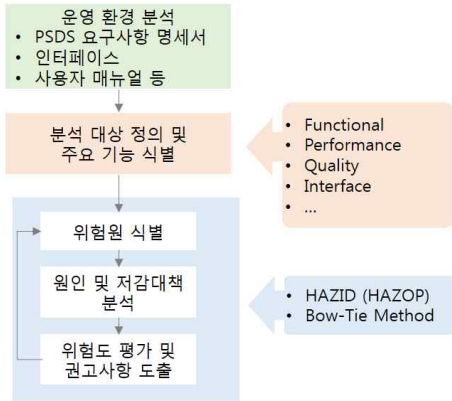 운영 환경 분석
• PSDS 요구사항 명세서
• 인터페이스
• 사용자 매뉴얼 등
분석 대상 정의 및
주요 기능 식별
• Functional
• Performance
• Quality
• Interface
• ...
위험원 식별
원인 및 저감대책
분석
위험도 평가 및
권고사항 도출
• HAZID (HAZOP)
• Bow-Tie Method